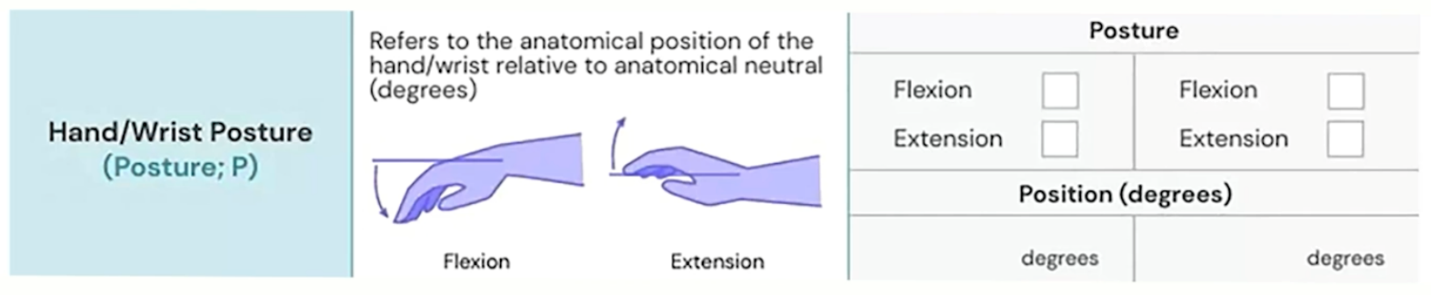 Hand/Wrist Posture
(Posture; P)
Refers to the anatomical position of the
hand/wrist relative to anatomical neutral
(degrees)
Flexion
Extension
Posture
Flexion
Extension
Flexion
Extension
Position (degrees)
degrees
degrees